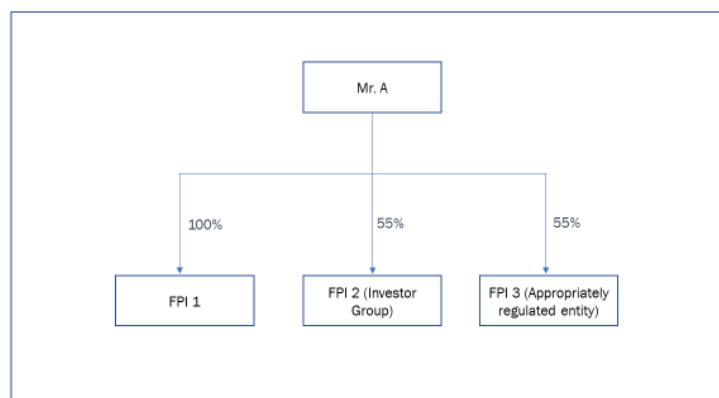 Mr. A
100%
55%
55%
FPI 1
FPI 2 (Investor
Group)
FPI 3 (Appropriately
regulated entity)